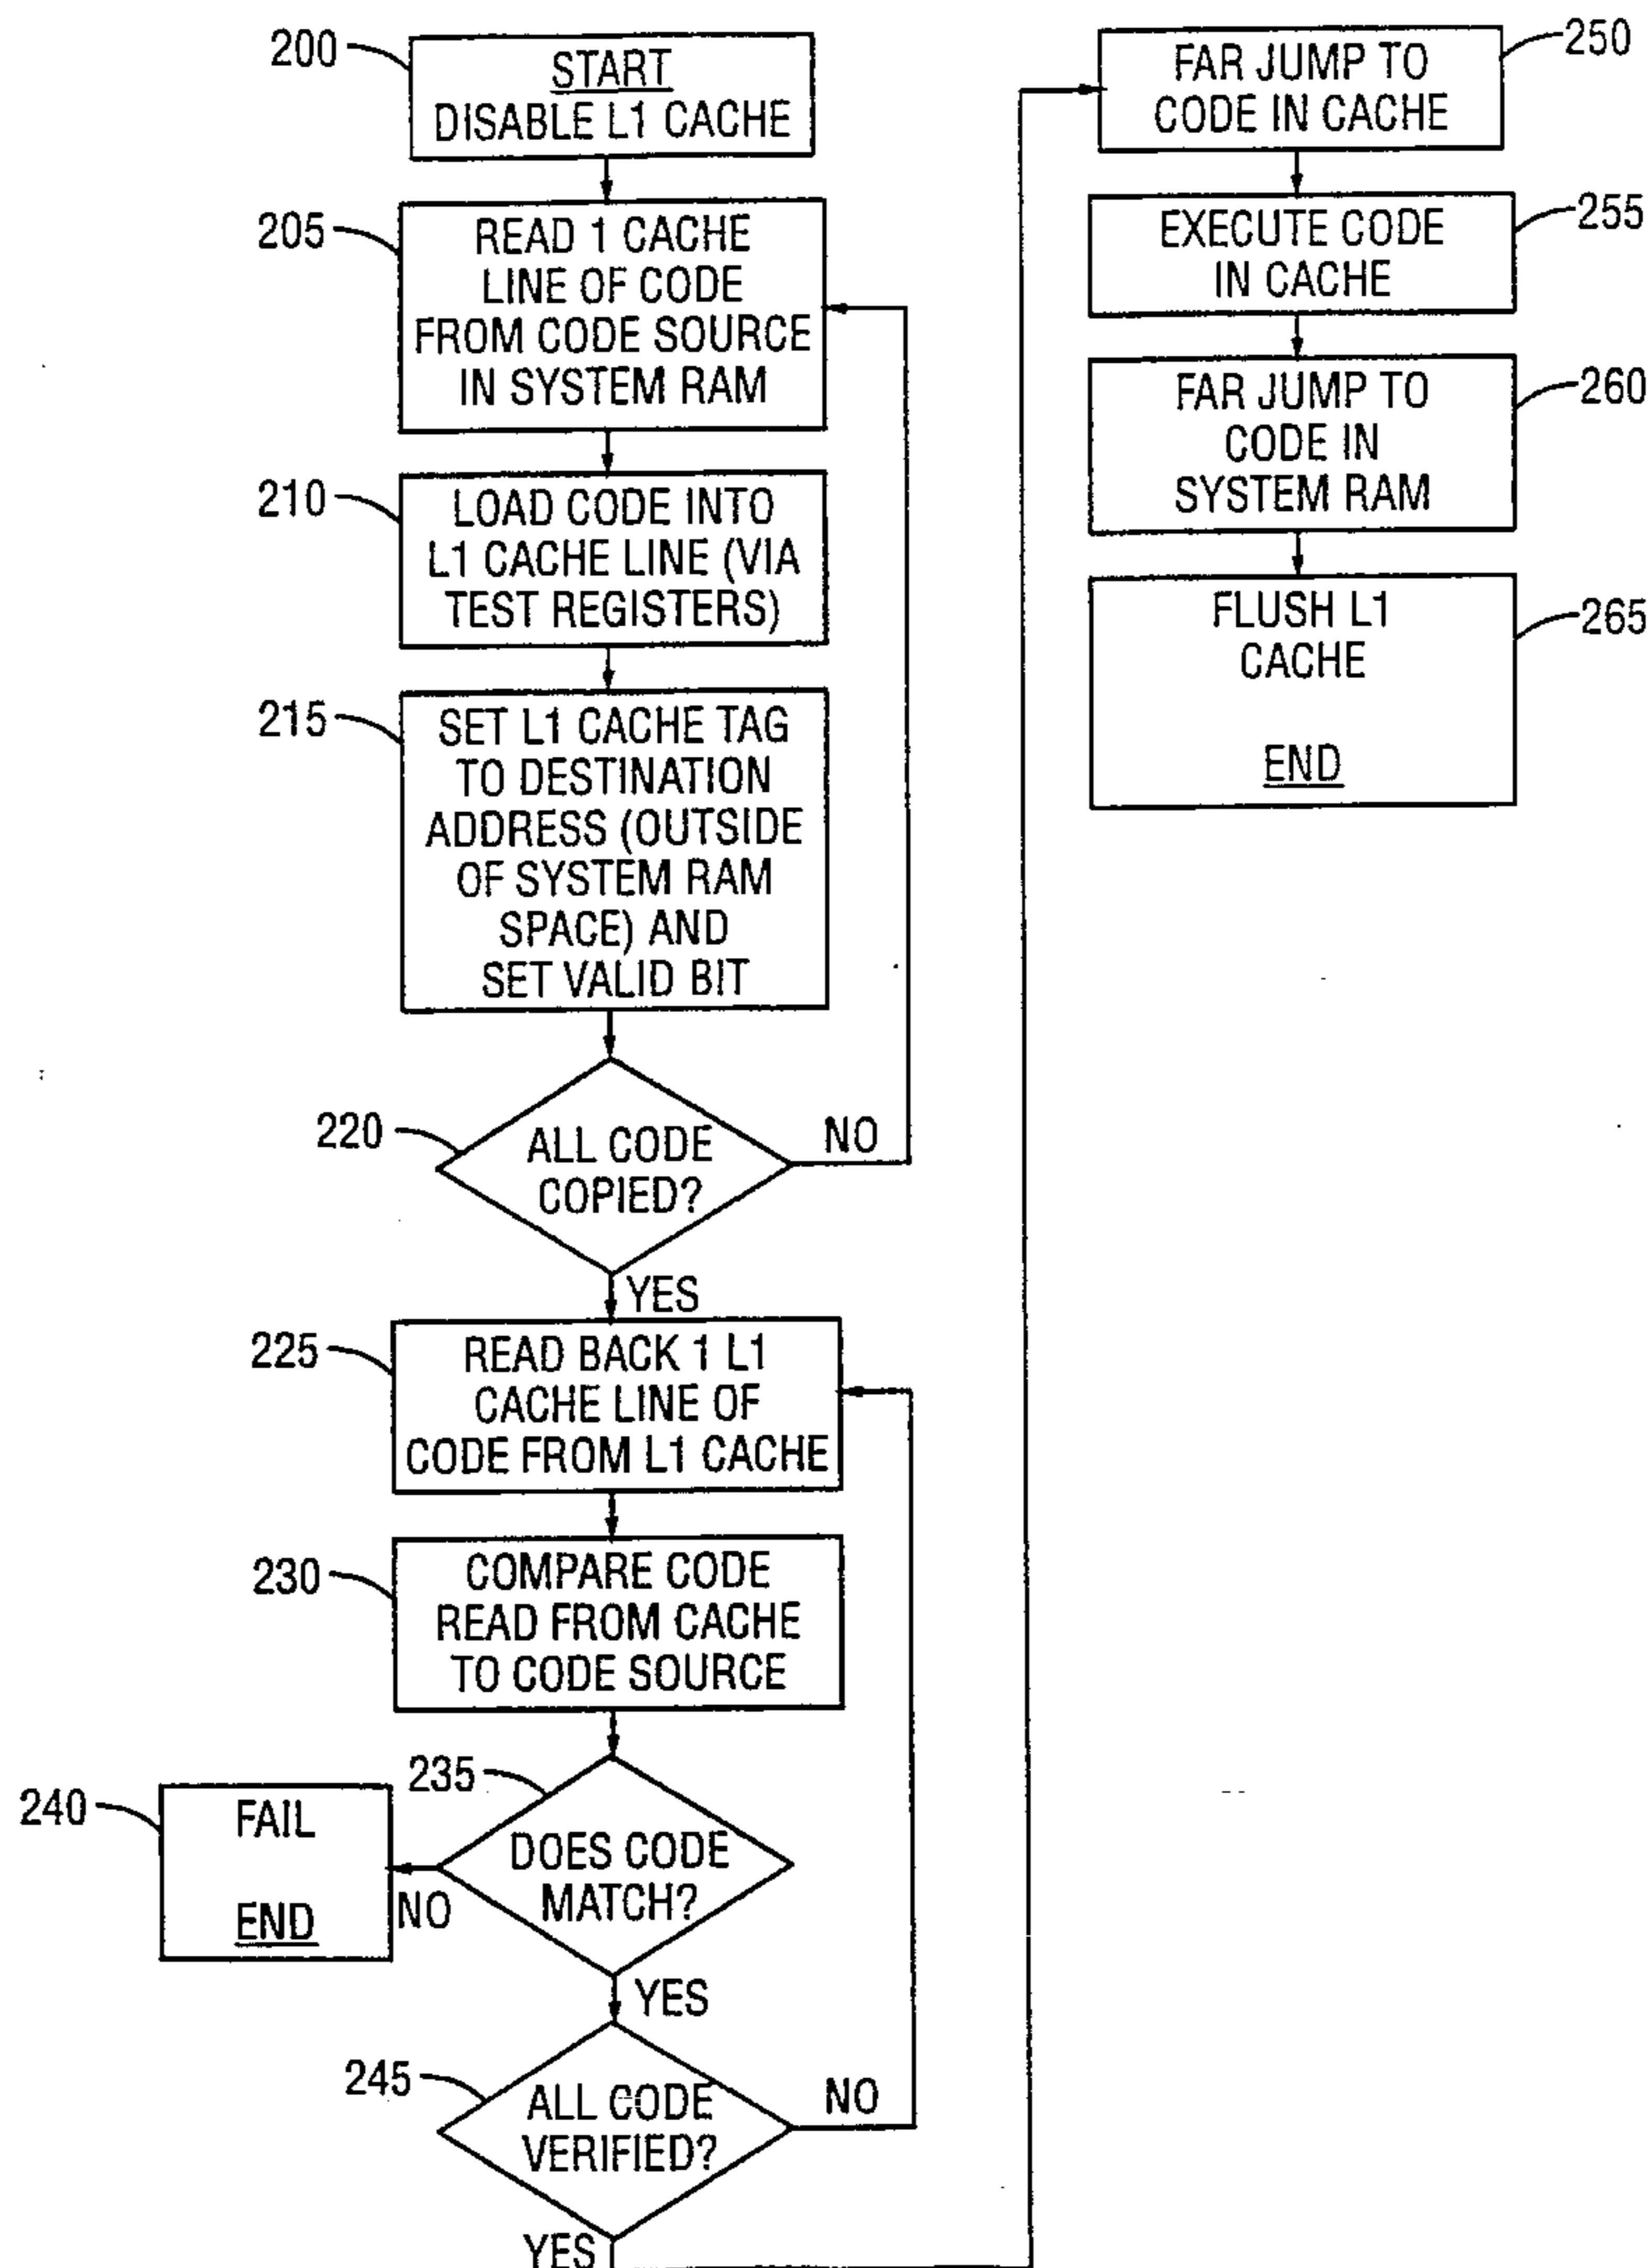 200
START
DISABLE L1 CACHE
205
READ 1 CACHE
LINE OF CODE
FROM CODE SOURCE
IN SYSTEM RAM
210
LOAD CODE INTO
L1 CACHE LINE (VIA
TEST REGISTERS)
215
SET L1 CACHE TAG
TO DESTINATION
ADDRESS (OUTSIDE
OF SYSTEM RAM
SPACE) AND
SET VALID BIT
220
ALL CODE
COPIED?
NO
YES
225
READ BACK 1 L1
CACHE LINE OF
CODE FROM L1 CACHE
230
COMPARE CODE
READ FROM CACHE
TO CODE SOURCE
235
DOES CODE
MATCH?
NO
240
FAIL
END
YES
245
ALL CODE
VERIFIED?
NO
YES
250
FAR JUMP TO
CODE IN CACHE
255
EXECUTE CODE
IN CACHE
260
FAR JUMP TO
CODE IN
SYSTEM RAM
265
FLUSH L1
CACHE
END